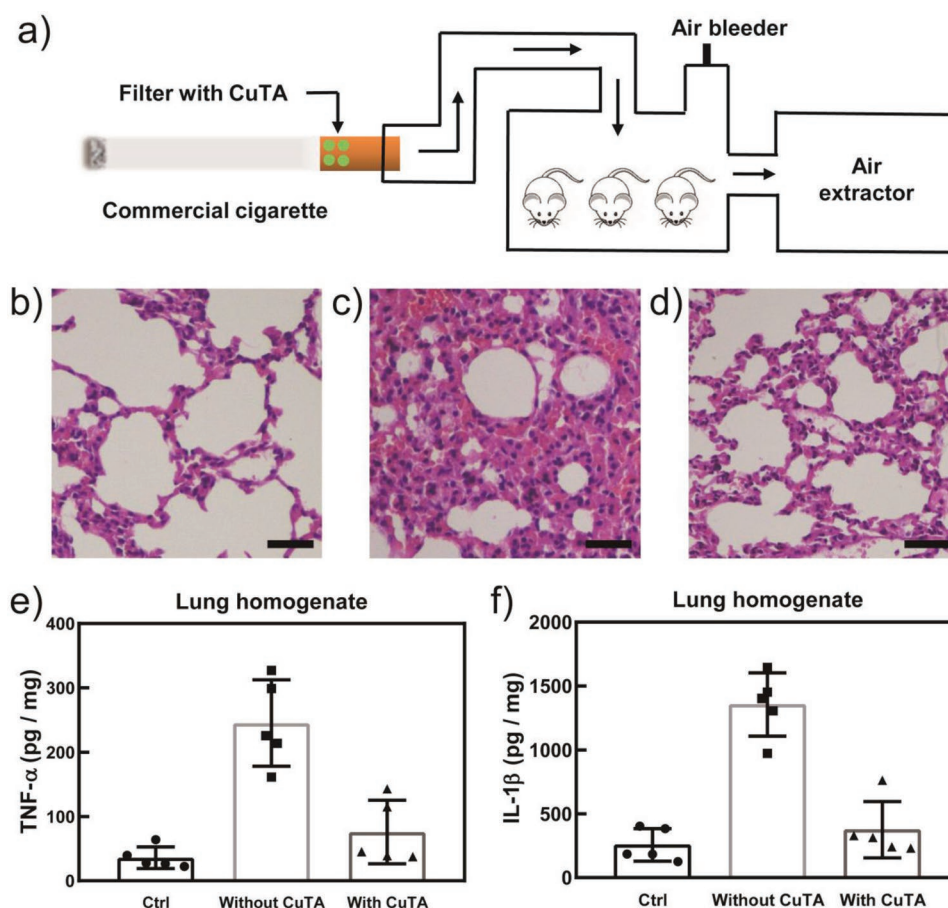 a)
Air bleeder
Filter with CuTA
Commercial cigarette
Air
extractor
b)
c)
d)
e)
Lung homogenate
TNF-α (pg / mg)
400
300
200
100
0
Ctrl
Without CuTA
With CuTA
f)
Lung homogenate
IL-1β (pg / mg)
2000
1500
1000
500
0
Ctrl
Without CuTA
With CuTA